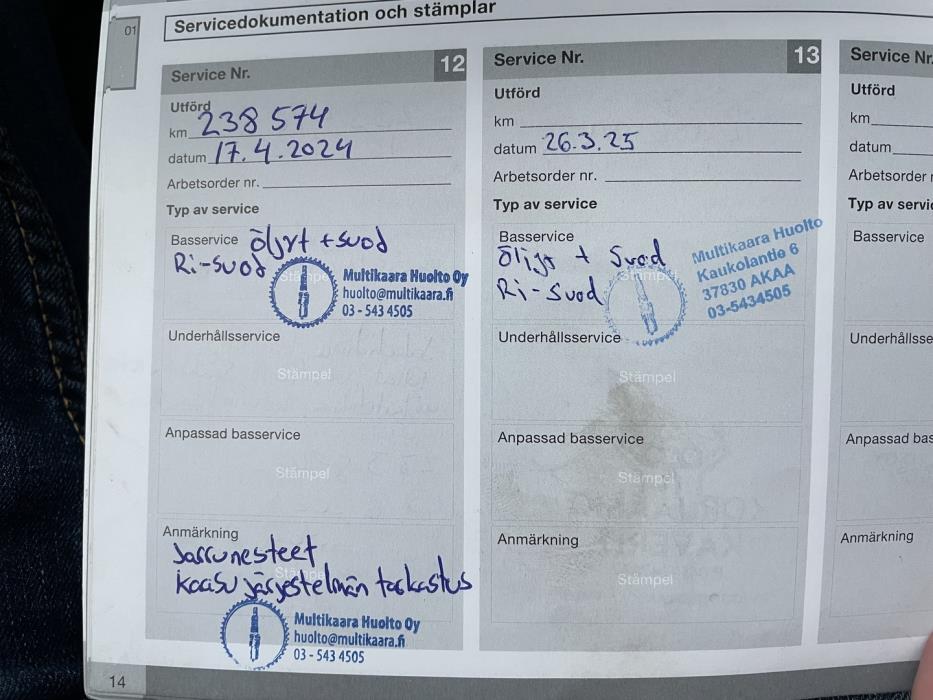 01
Servicedokumentation och stämplar
Service Nr. 12
Utförd
km 238 574
datum 17.4.2024
Arbetsorder nr.
Typ av service
Basservice öljyt + suod
Ri-suod
Stämpel
Multikaara Huolto Oy
huolto@multikaara.fi
03 - 543 4505
Underhållsservice
Stämpel
Anpassad basservice
Stämpel
Anmärkning
Jarrunesteet
kaasujärjestelmän tarkastus
Multikaara Huolto Oy
huolto@multikaara.fi
03 - 543 4505
14
Service Nr. 13
Utförd
km
datum 26.3.25
Arbetsorder nr.
Typ av service
Basservice
öljyt + Suod
Ri-Suod
Multikaara Huolto
Kaukolantie 6
37830 AKAA
03-5434505
Underhållsservice
Stämpel
Anpassad basservice
Stämpel
Anmärkning
Stämpel
Service Nr.
Utförd
km
datum
Arbetsorder
Typ av servi
Basservice
Underhållsse
Anpassad bas
Anmärkning